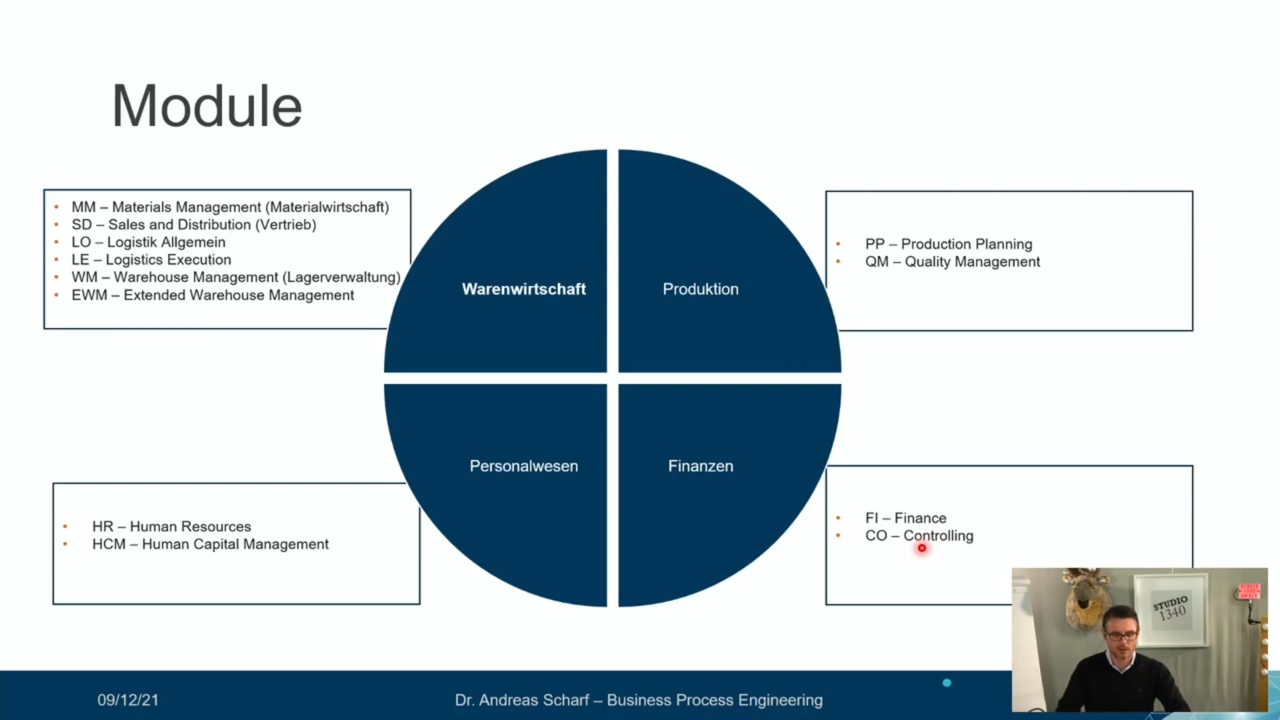 Module
MM – Materials Management (Materialwirtschaft)
SD – Sales and Distribution (Vertrieb)
LO – Logistik Allgemein
LE – Logistics Execution
WM – Warehouse Management (Lagerverwaltung)
EWM – Extended Warehouse Management
Warenwirtschaft
Produktion
PP – Production Planning
QM – Quality Management
Personalwesen
Finanzen
HR – Human Resources
HCM – Human Capital Management
FI – Finance
CO – Controlling
STUDIO
1340
09/12/21
Dr. Andreas Scharf – Business Process Engineering